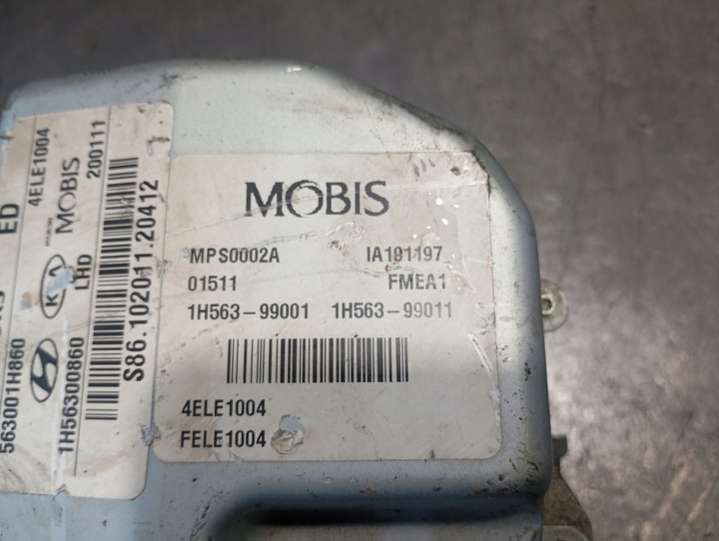 MOBIS
MPS0002A IA191197
01511 FMEA1
1H563-99001 1H563-99011
4ELE1004
FELE1004
ED 4ELE1004
MOBIS 200111
KIA LHD
S86.102011.20412
1H56300860
563001H860